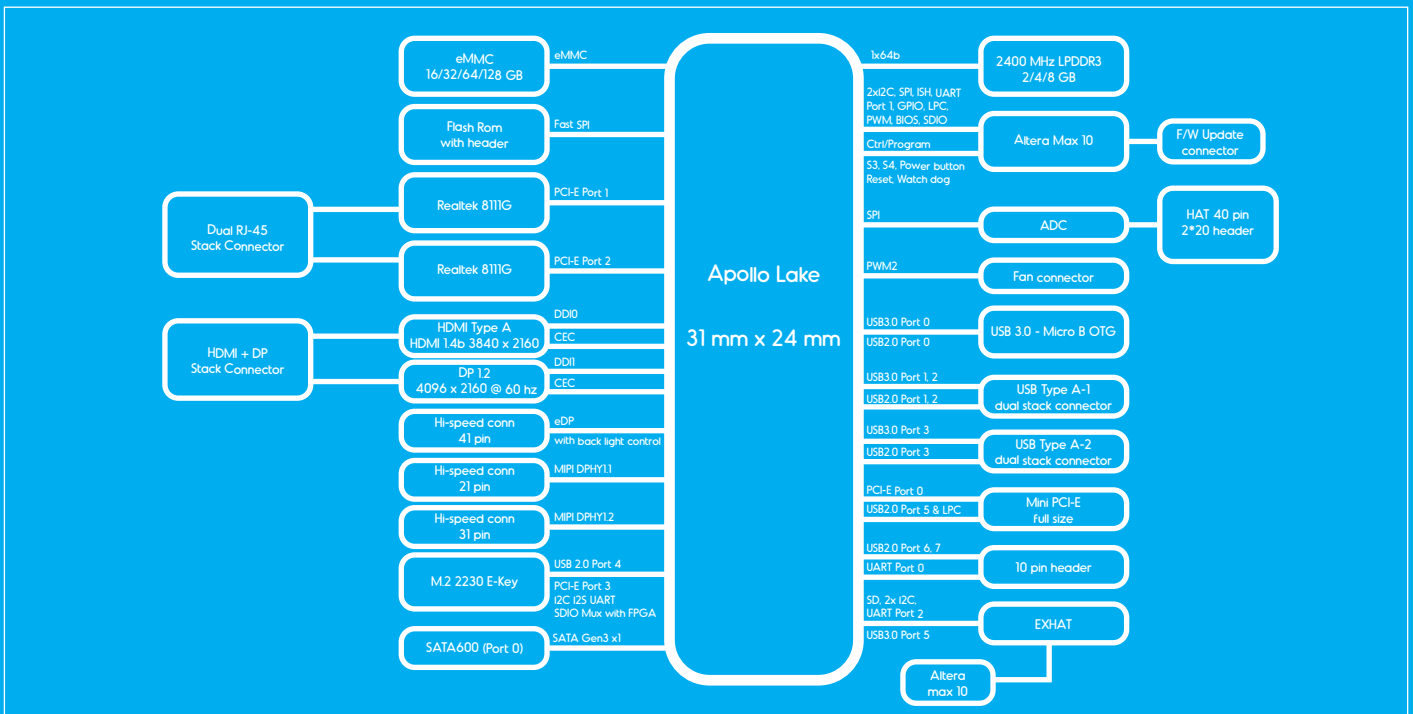 eMMC
16/32/64/128 GB
eMMC
Flash Rom
with header
Fast SPI
Realtek 8111G
PCI-E Port 1
Dual RJ-45
Stack Connector
Realtek 8111G
PCI-E Port 2
HDMI Type A
HDMI 1.4b 3840 x 2160
DDI0
CEC
HDMI + DP
Stack Connector
DP 1.2
4096 x 2160 @ 60 hz
DDI1
CEC
Hi-speed conn
41 pin
eDP
with back light control
Hi-speed conn
21 pin
MIPI DPHY1.1
Hi-speed conn
31 pin
MIPI DPHY1.2
M.2 2230 E-Key
USB 2.0 Port 4
PCI-E Port 3
I2C I2S UART
SDIO Mux with FPGA
SATA600 (Port 0)
SATA Gen3 x1
Apollo Lake
31 mm x 24 mm
1x64b
2400 MHz LPDDR3
2/4/8 GB
2xI2C, SPI, ISH, UART
Port 1, GPIO, LPC,
PWM, BIOS, SDIO
Ctrl/Program
S3, S4, Power button
Reset, Watch dog
Altera Max 10
F/W Update
connector
SPI
ADC
HAT 40 pin
2*20 header
PWM2
Fan connector
USB3.0 Port 0
USB2.0 Port 0
USB 3.0 - Micro B OTG
USB3.0 Port 1, 2
USB2.0 Port 1, 2
USB Type A-1
dual stack connector
USB3.0 Port 3
USB2.0 Port 3
USB Type A-2
dual stack connector
PCI-E Port 0
USB2.0 Port 5 & LPC
Mini PCI-E
full size
USB2.0 Port 6, 7
UART Port 0
10 pin header
SD, 2x I2C,
UART Port 2
USB3.0 Port 5
EXHAT
Altera
max 10